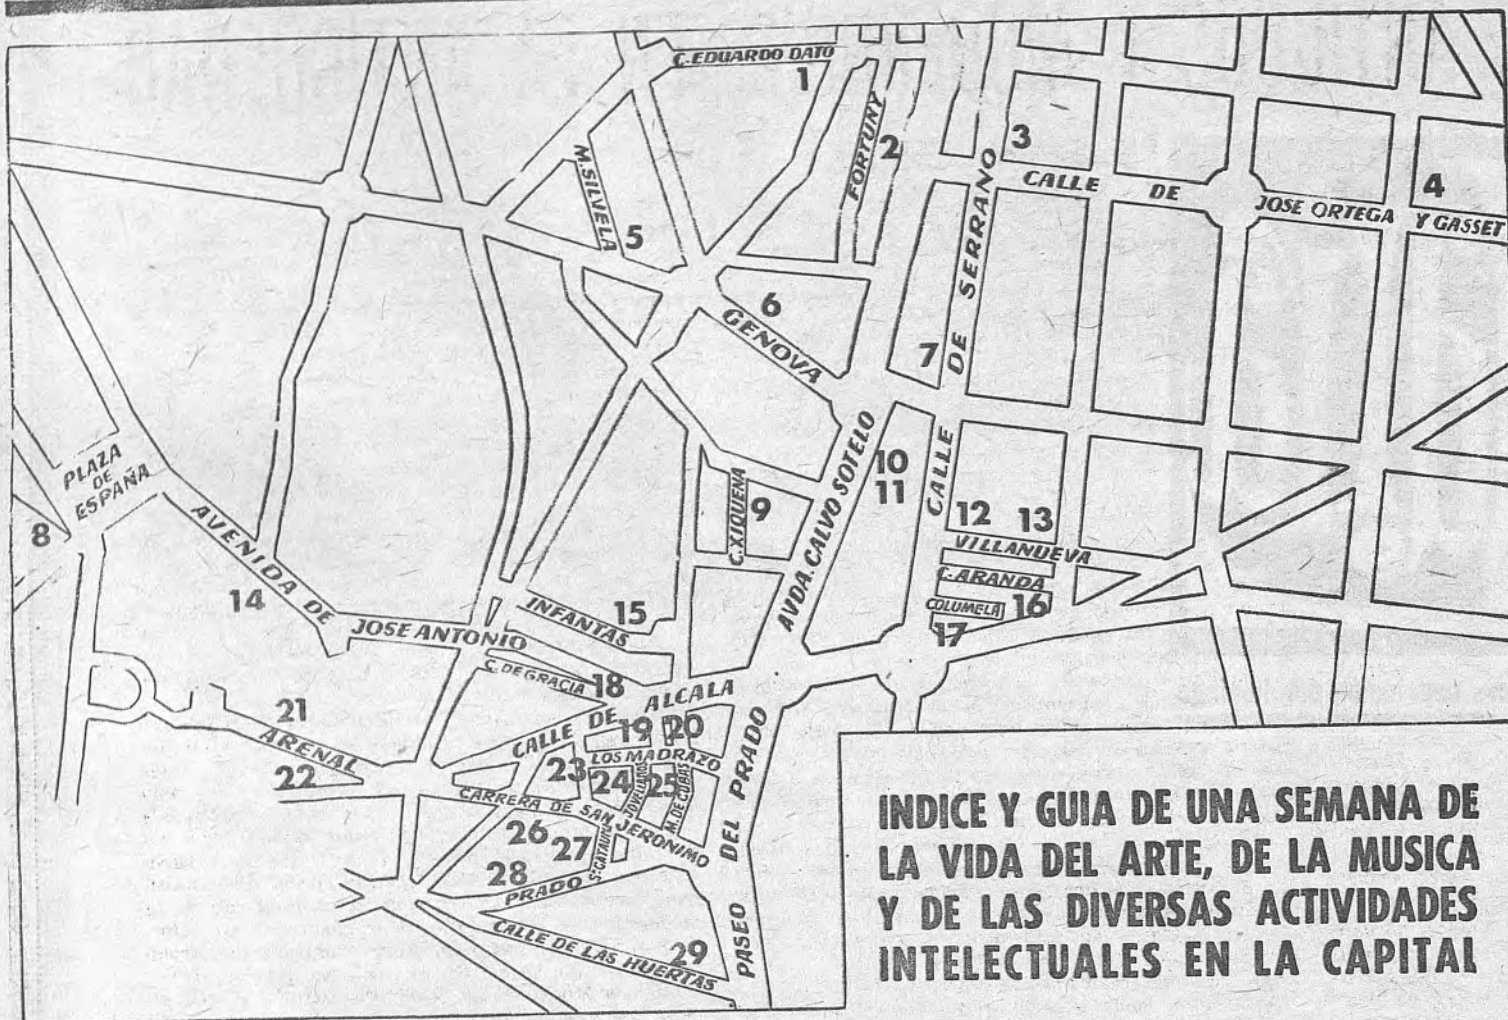 C. EDUARDO DATO
1
FORTUNY
2
3
CALLE DE JOSE ORTEGA Y GASSET
4
M. SILVELA
5
6
GENOVA
7
CALLE DE SERRANO
PLAZA
DE
ESPAÑA
8
C. XIQUENA
9
AVDA. CALVO SOTELO
10
11
12
13
VILLANUEVA
C. ARANDA
COLUMELA
16
17
AVENIDA DE JOSE ANTONIO
14
INFANTAS
15
C. DE GRACIA
18
CALLE DE ALCALA
19
20
LOS MADRAZO
21
ARENAL
22
23
24
JOVELLANOS
25
M. DE CUBAS
CARRERA DE SAN JERONIMO
26
27
28
PRADO
CALLE DE LAS HUERTAS
29
PASEO DEL PRADO
INDICE Y GUIA DE UNA SEMANA DE
LA VIDA DEL ARTE, DE LA MUSICA
Y DE LAS DIVERSAS ACTIVIDADES
INTELECTUALES EN LA CAPITAL